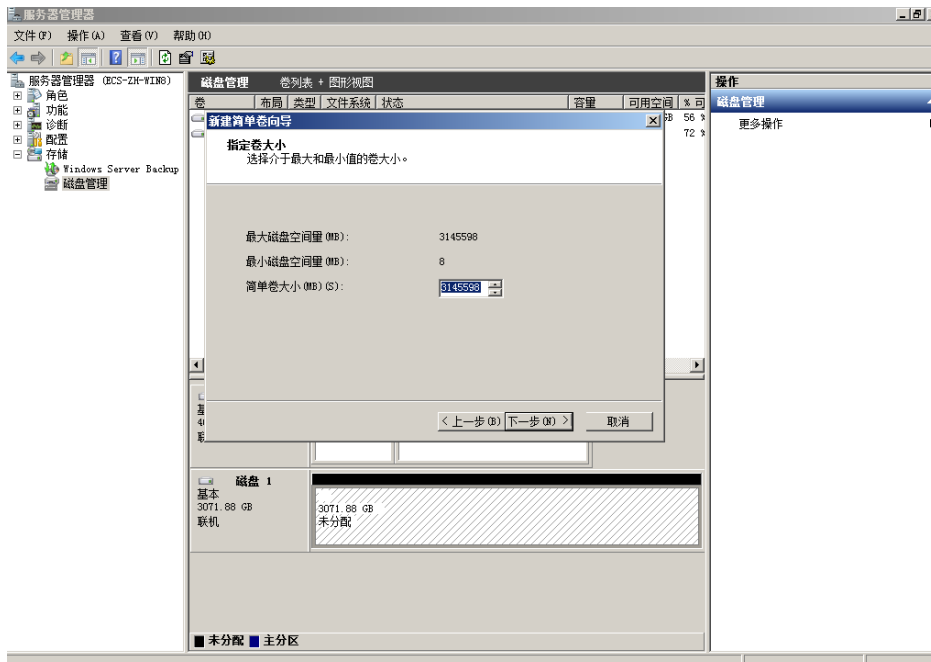 服务器管理器
文件(F) 操作(A) 查看(V) 帮助(H)
服务器管理器 (ECS-ZH-WIN8)
角色
功能
诊断
配置
存储
Windows Server Backup
磁盘管理
磁盘管理 卷列表 + 图形视图
卷 布局 类型 文件系统 状态 容量 可用空间 % 可
56 %
72 %
新建简单卷向导
指定卷大小
选择介于最大和最小值的卷大小。
最大磁盘空间量(MB): 3145598
最小磁盘空间量(MB): 8
简单卷大小(MB)(S): 3145598
< 上一步(B) 下一步(N) > 取消
磁盘 1
基本
3071.88 GB
联机
3071.88 GB
未分配
未分配 主分区
操作
磁盘管理
更多操作